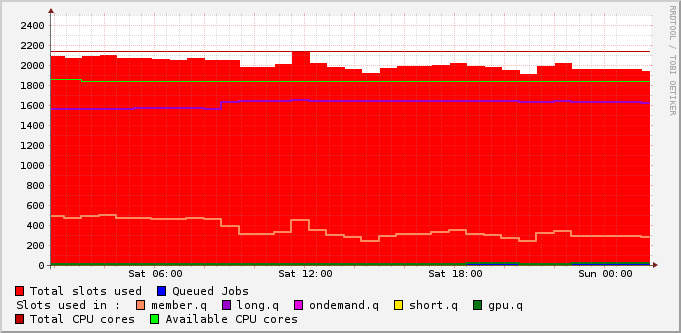 RRDTOOL / TOBI OETIKER
2400
2200
2000
1800
1600
1400
1200
1000
800
600
400
200
0
Sat 06:00 Sat 12:00 Sat 18:00 Sun 00:00
Total slots used Queued Jobs
Slots used in : member.q long.q ondemand.q short.q gpu.q
Total CPU cores Available CPU cores